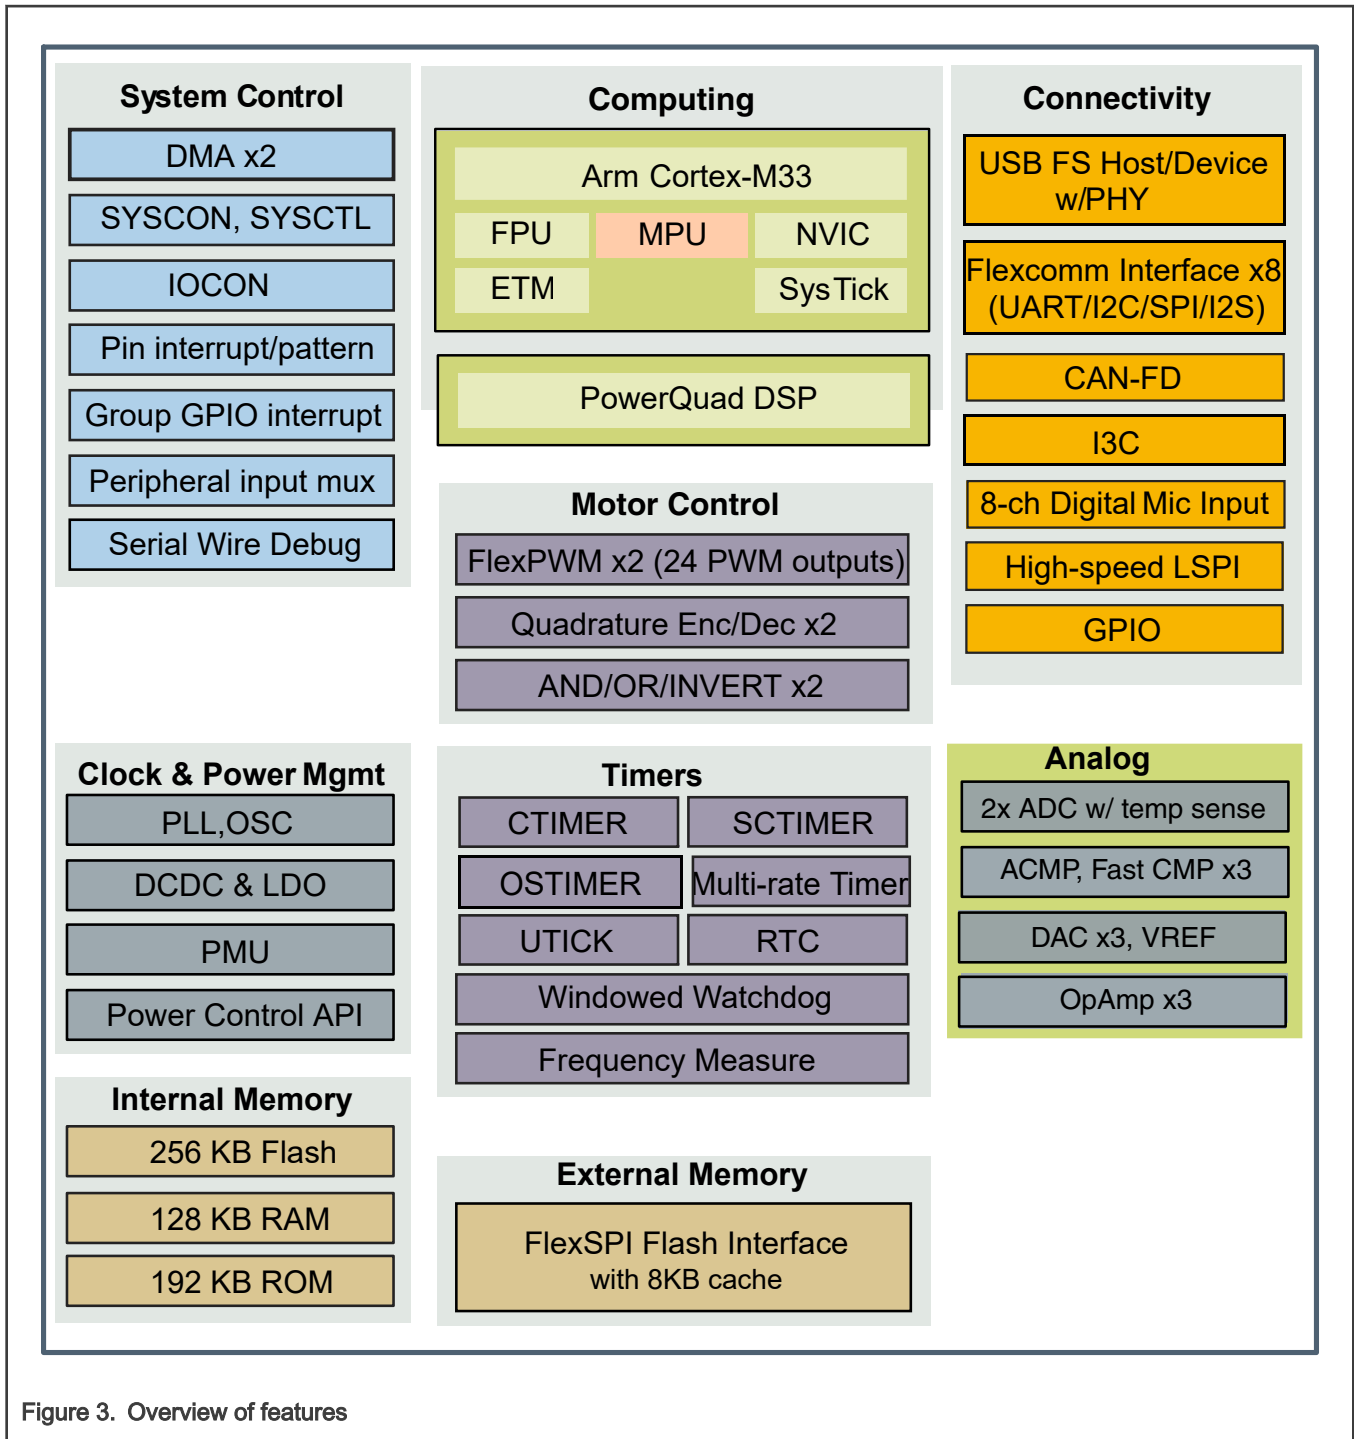 System Control
DMA x2
SYSCON, SYSCTL
IOCON
Pin interrupt/pattern
Group GPIO interrupt
Peripheral input mux
Serial Wire Debug
Computing
Arm Cortex-M33
FPU
MPU
NVIC
ETM
SysTick
PowerQuad DSP
Connectivity
USB FS Host/Device
w/PHY
Flexcomm Interface x8
(UART/I2C/SPI/I2S)
CAN-FD
I3C
8-ch Digital Mic Input
High-speed LSPI
GPIO
Motor Control
FlexPWM x2 (24 PWM outputs)
Quadrature Enc/Dec x2
AND/OR/INVERT x2
Clock & Power Mgmt
PLL,OSC
DCDC & LDO
PMU
Power Control API
Timers
CTIMER
SCTIMER
OSTIMER
Multi-rate Timer
UTICK
RTC
Windowed Watchdog
Frequency Measure
Analog
2x ADC w/ temp sense
ACMP, Fast CMP x3
DAC x3, VREF
OpAmp x3
Internal Memory
256 KB Flash
128 KB RAM
192 KB ROM
External Memory
FlexSPI Flash Interface
with 8KB cache
Figure 3. Overview of features